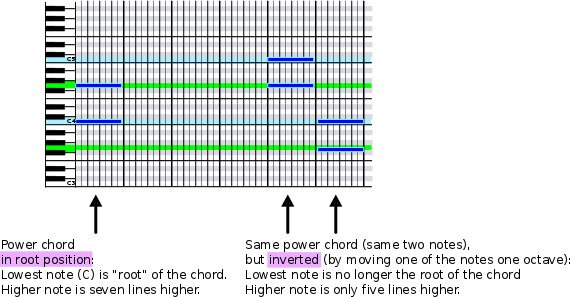 C5
C4
C3
Power chord
in root position:
Lowest note (C) is "root" of the chord.
Higher note is seven lines higher.
Same power chord (same two notes),
but inverted (by moving one of the notes one octave):
Lowest note is no longer the root of the chord
Higher note is only five lines higher.